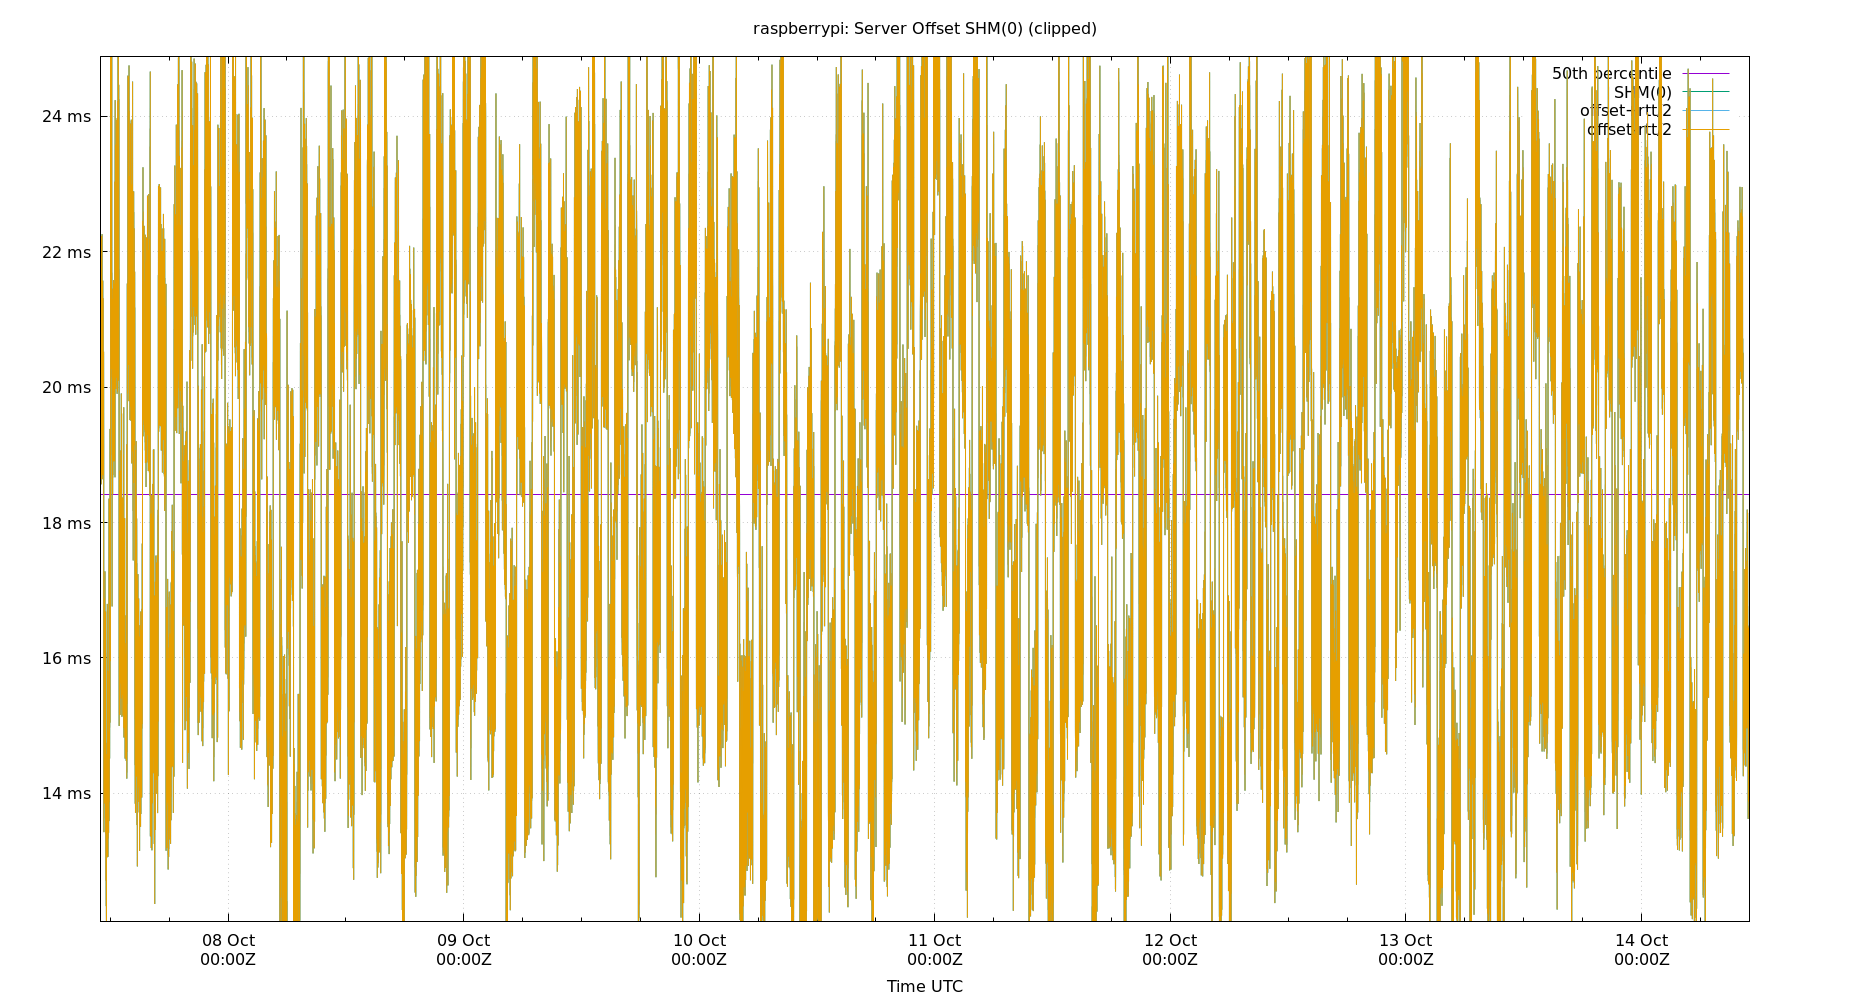 raspberrypi: Server Offset SHM(0) (clipped)
50th percentile
SHM(0)
offset-rtt/2
offset+rtt/2
24 ms
22 ms
20 ms
18 ms
16 ms
14 ms
08 Oct
00:00Z
09 Oct
00:00Z
10 Oct
00:00Z
11 Oct
00:00Z
12 Oct
00:00Z
13 Oct
00:00Z
14 Oct
00:00Z
Time UTC